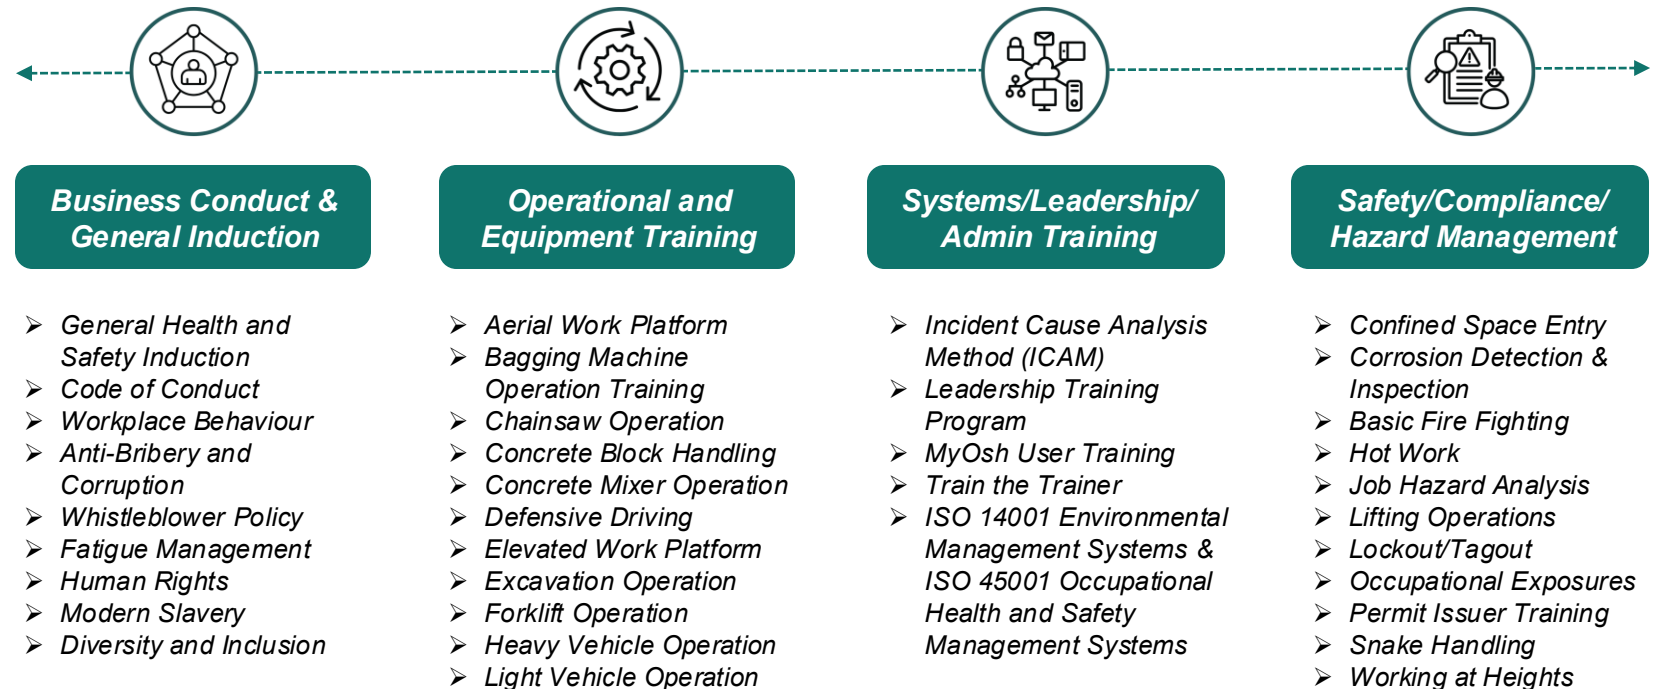 Business Conduct &
General Induction
➢ General Health and
Safety Induction
➢ Code of Conduct
➢ Workplace Behaviour
➢ Anti-Bribery and
Corruption
➢ Whistleblower Policy
➢ Fatigue Management
➢ Human Rights
➢ Modern Slavery
➢ Diversity and Inclusion
Operational and
Equipment Training
➢ Aerial Work Platform
➢ Bagging Machine
Operation Training
➢ Chainsaw Operation
➢ Concrete Block Handling
➢ Concrete Mixer Operation
➢ Defensive Driving
➢ Elevated Work Platform
➢ Excavation Operation
➢ Forklift Operation
➢ Heavy Vehicle Operation
➢ Light Vehicle Operation
Systems/Leadership/
Admin Training
➢ Incident Cause Analysis
Method (ICAM)
➢ Leadership Training
Program
➢ MyOsh User Training
➢ Train the Trainer
➢ ISO 14001 Environmental
Management Systems &
ISO 45001 Occupational
Health and Safety
Management Systems
Safety/Compliance/
Hazard Management
➢ Confined Space Entry
➢ Corrosion Detection &
Inspection
➢ Basic Fire Fighting
➢ Hot Work
➢ Job Hazard Analysis
➢ Lifting Operations
➢ Lockout/Tagout
➢ Occupational Exposures
➢ Permit Issuer Training
➢ Snake Handling
➢ Working at Heights